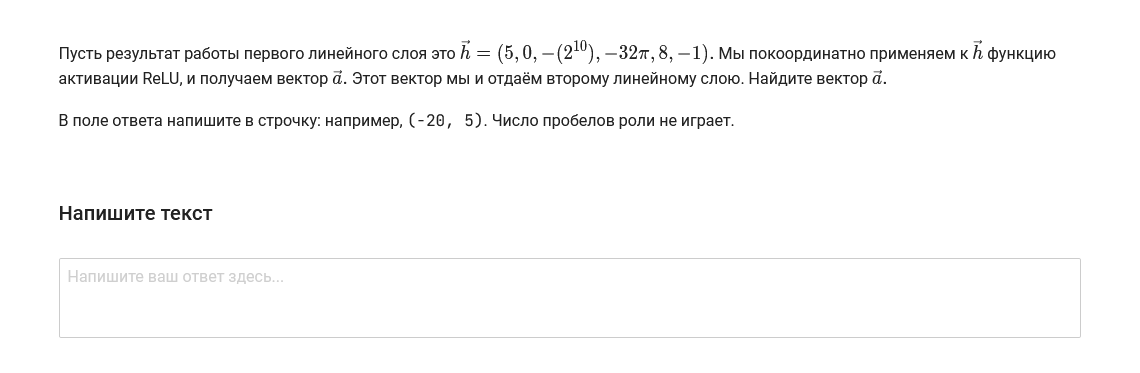 Пусть результат работы первого линейного слоя это $\vec{h} = (5, 0, -(2^{10}), -32\pi, 8, -1).$ Мы покоординатно применяем к $\vec{h}$ функцию
активации ReLU, и получаем вектор $\vec{a}.$ Этот вектор мы и отдаём второму линейному слою. Найдите вектор $\vec{a}.$
В поле ответа напишите в строчку: например, (-20, 5). Число пробелов роли не играет.
Напишите текст
Напишите ваш ответ здесь...